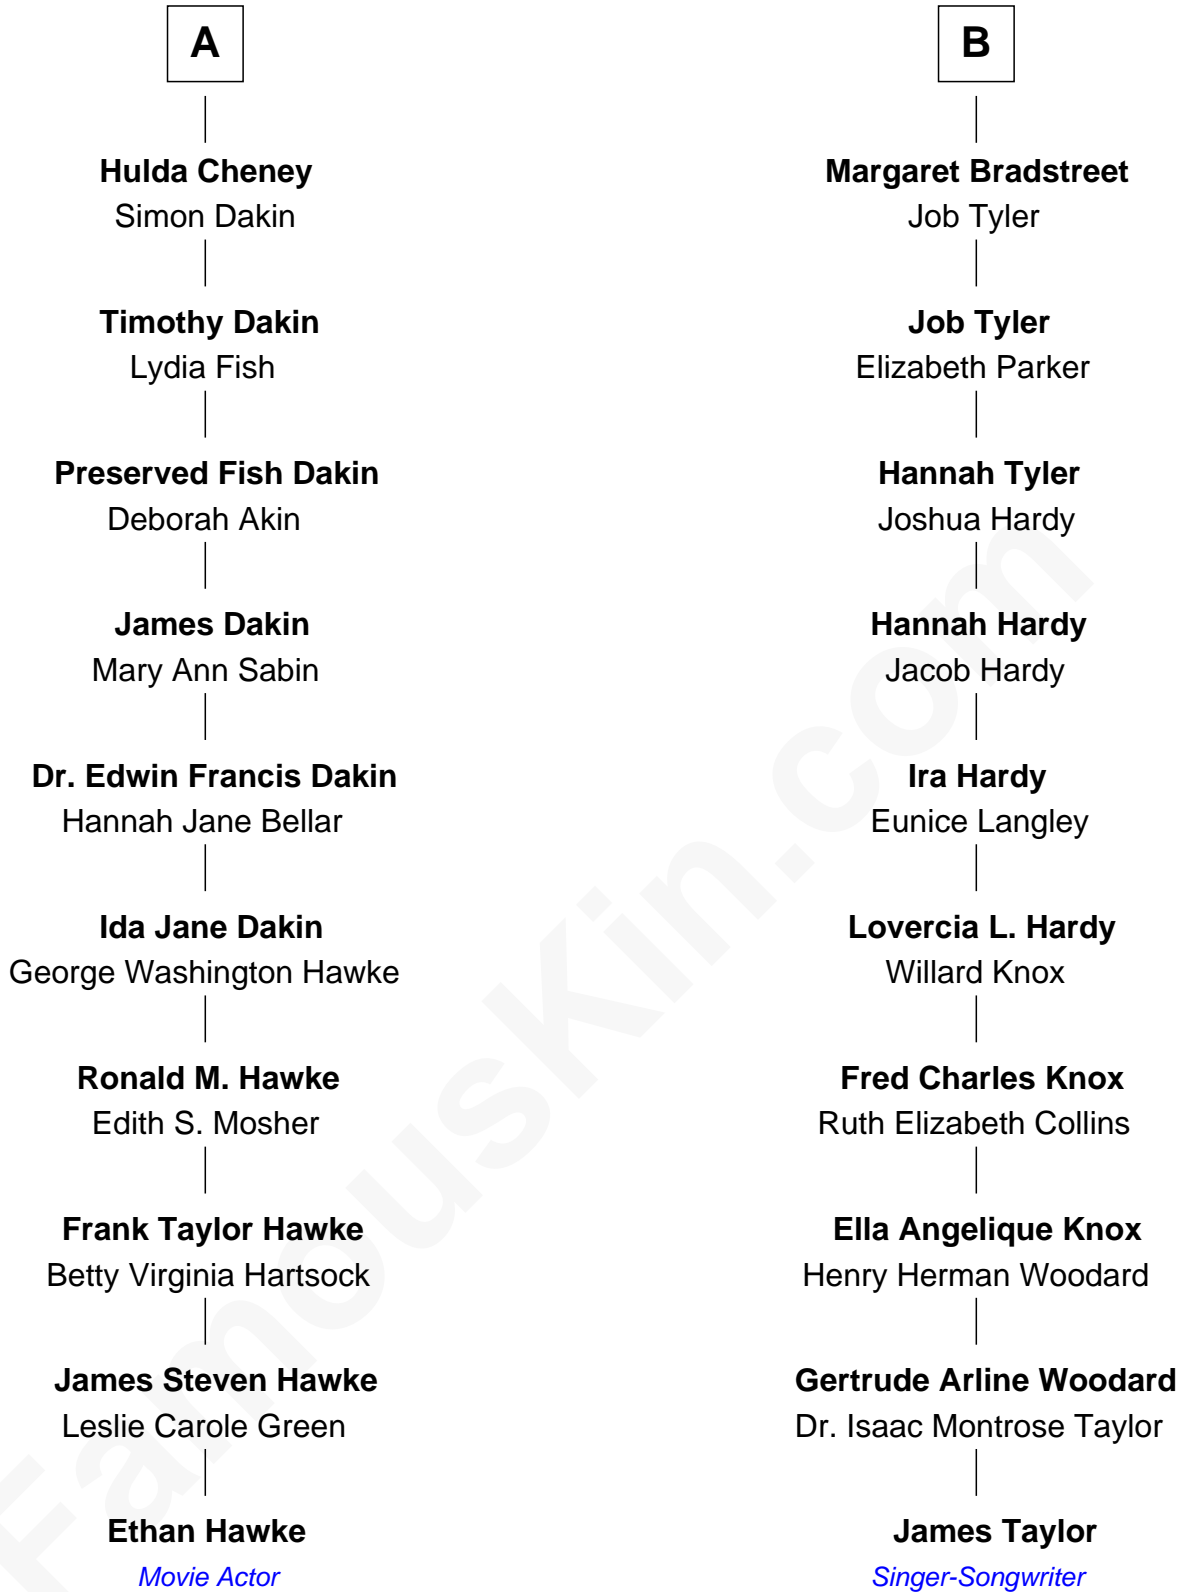 A
Hulda Cheney
Simon Dakin
Timothy Dakin
Lydia Fish
Preserved Fish Dakin
Deborah Akin
James Dakin
Mary Ann Sabin
Dr. Edwin Francis Dakin
Hannah Jane Bellar
Ida Jane Dakin
George Washington Hawke
Ronald M. Hawke
Edith S. Mosher
Frank Taylor Hawke
Betty Virginia Hartsock
James Steven Hawke
Leslie Carole Green
Ethan Hawke
Movie Actor
B
Margaret Bradstreet
Job Tyler
Job Tyler
Elizabeth Parker
Hannah Tyler
Joshua Hardy
Hannah Hardy
Jacob Hardy
Ira Hardy
Eunice Langley
Lovercia L. Hardy
Willard Knox
Fred Charles Knox
Ruth Elizabeth Collins
Ella Angelique Knox
Henry Herman Woodard
Gertrude Arline Woodard
Dr. Isaac Montrose Taylor
James Taylor
Singer-Songwriter
FamousKin.com